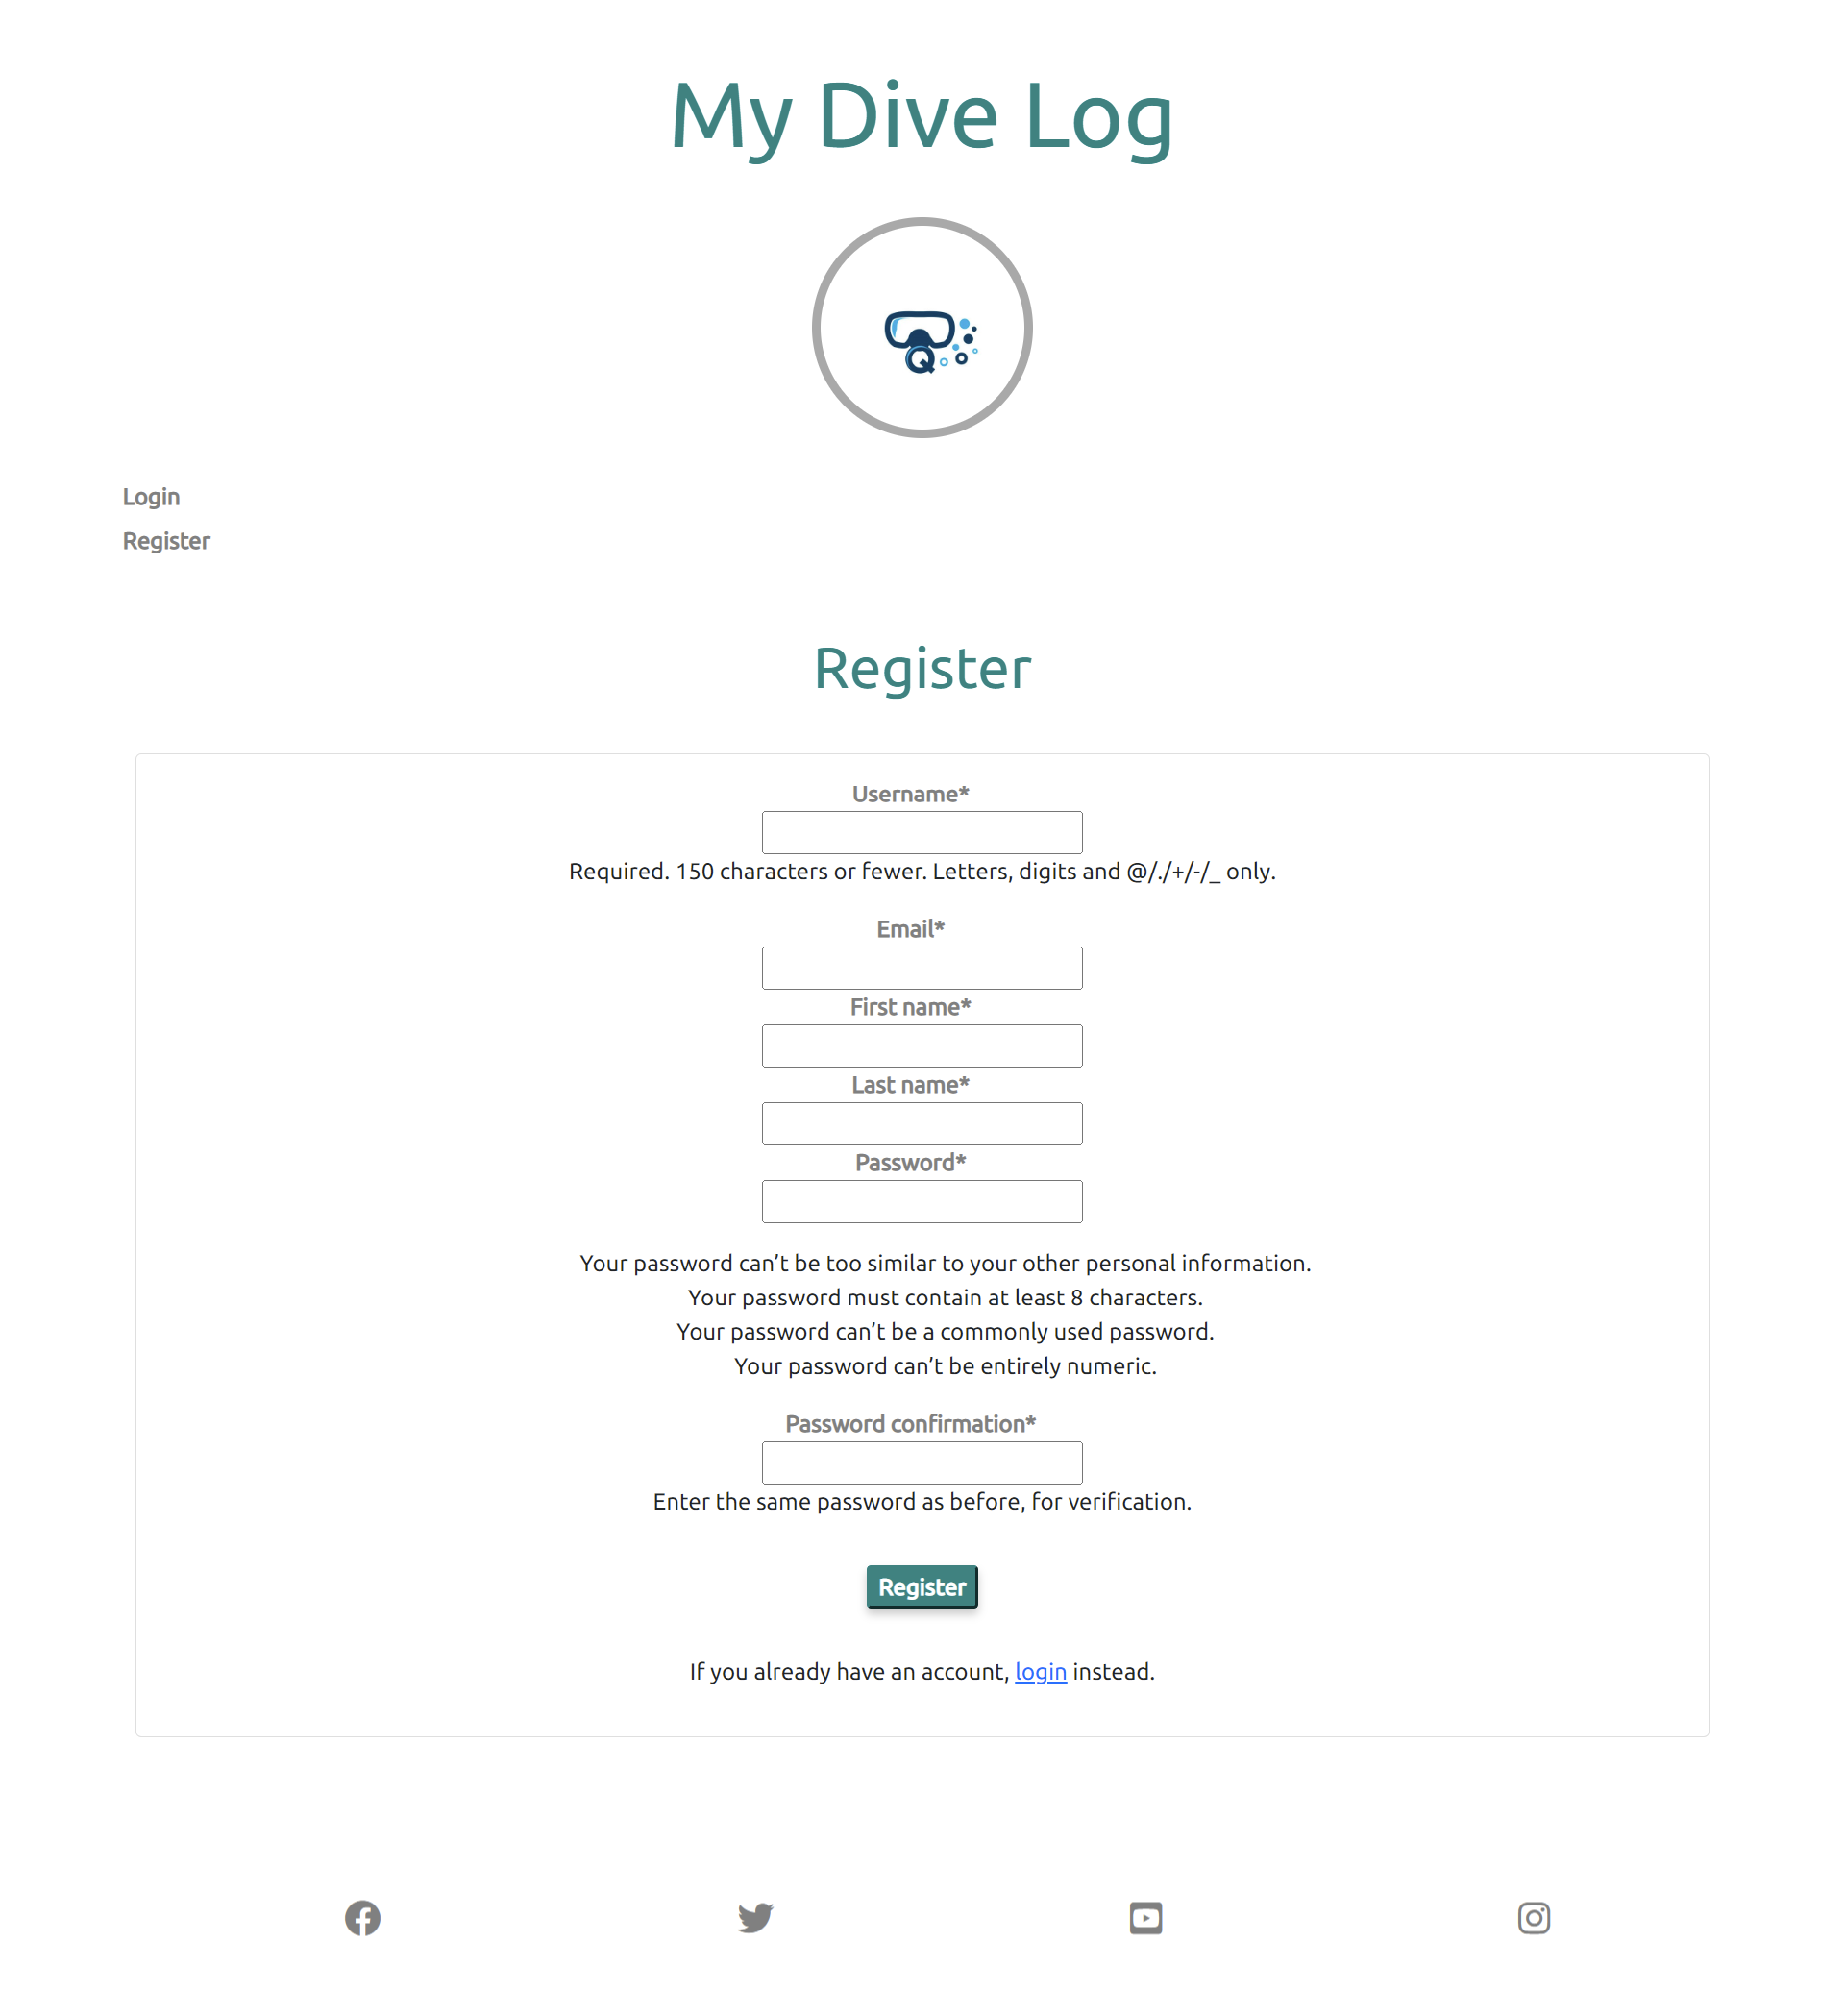 My Dive Log
Q
Login
Register
Register
Username*
Required. 150 characters or fewer. Letters, digits and @/./+/-/_ only.
Email*
First name*
Last name*
Password*
Your password can’t be too similar to your other personal information.
Your password must contain at least 8 characters.
Your password can’t be a commonly used password.
Your password can’t be entirely numeric.
Password confirmation*
Enter the same password as before, for verification.
Register
If you already have an account, login instead.